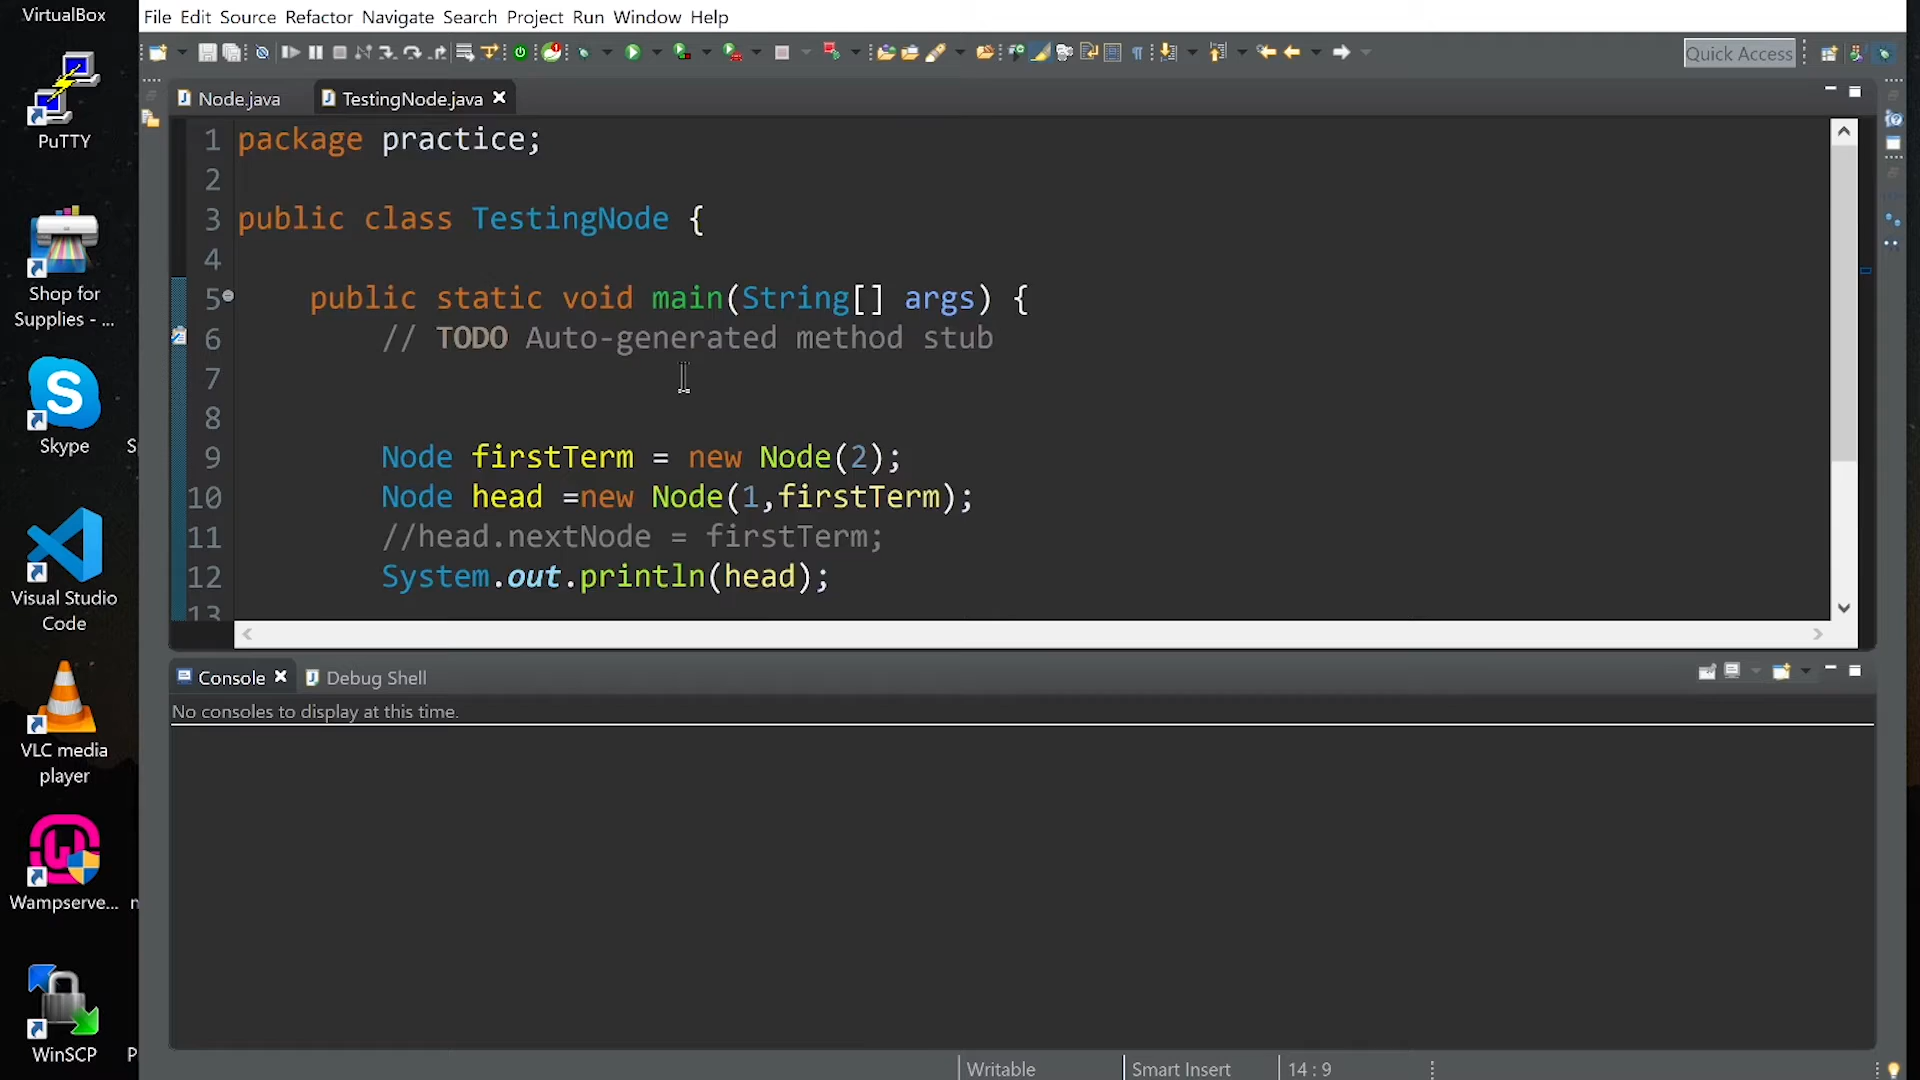 VirtualBox
File Edit Source Refactor Navigate Search Project Run Window Help
Quick Access
Node.java
TestingNode.java
1 package practice;
2
3 public class TestingNode {
4
5 public static void main(String[] args) {
6 // TODO Auto-generated method stub
7
8
9 Node firstTerm = new Node(2);
10 Node head =new Node(1,firstTerm);
11 //head.nextNode = firstTerm;
12 System.out.println(head);
13
Console
Debug Shell
No consoles to display at this time.
Writable
Smart Insert
14 : 9
PuTTY
Shop for
Supplies - ...
Skype
S
Visual Studio
Code
VLC media
player
Wampserve...
WinSCP
P